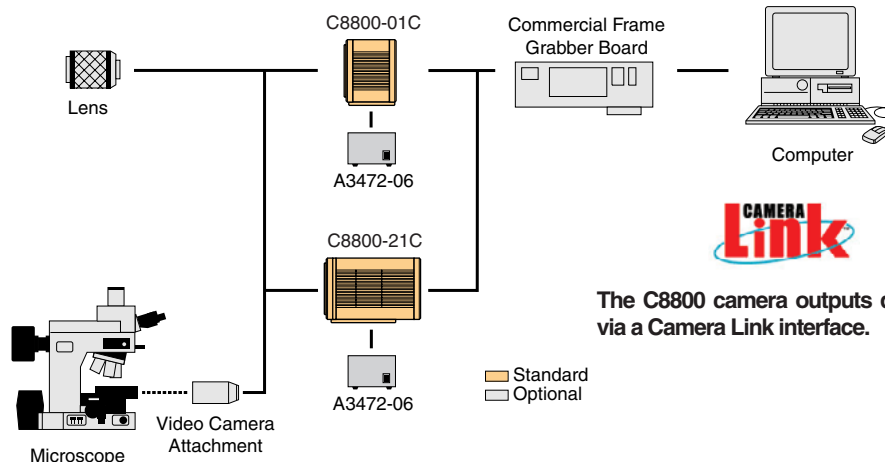 C8800-01C
Commercial Frame
Grabber Board
Lens
A3472-06
Computer
CAMERA
Link
C8800-21C
The C8800 camera outputs
via a Camera Link interface.
Standard
Optional
A3472-06
Video Camera
Attachment
Microscope